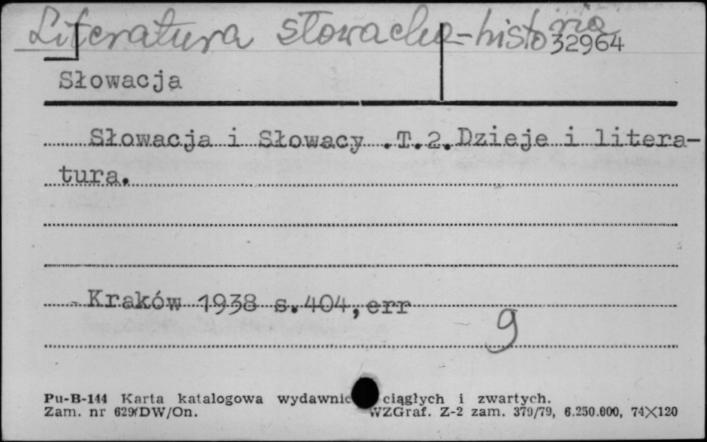 Literatura słowacka-historia
32964
Słowacja
Słowacja i Słowacy .T.2.Dzieje i litera-
tura.
Kraków 1938 s.404,err
9
Pu-B-144 Karta katalogowa wydawnic ciągłych i zwartych.
Zam. nr 629/DW/On. WZGraf. Z-2 zam. 379/79, 6.250.000, 74X120